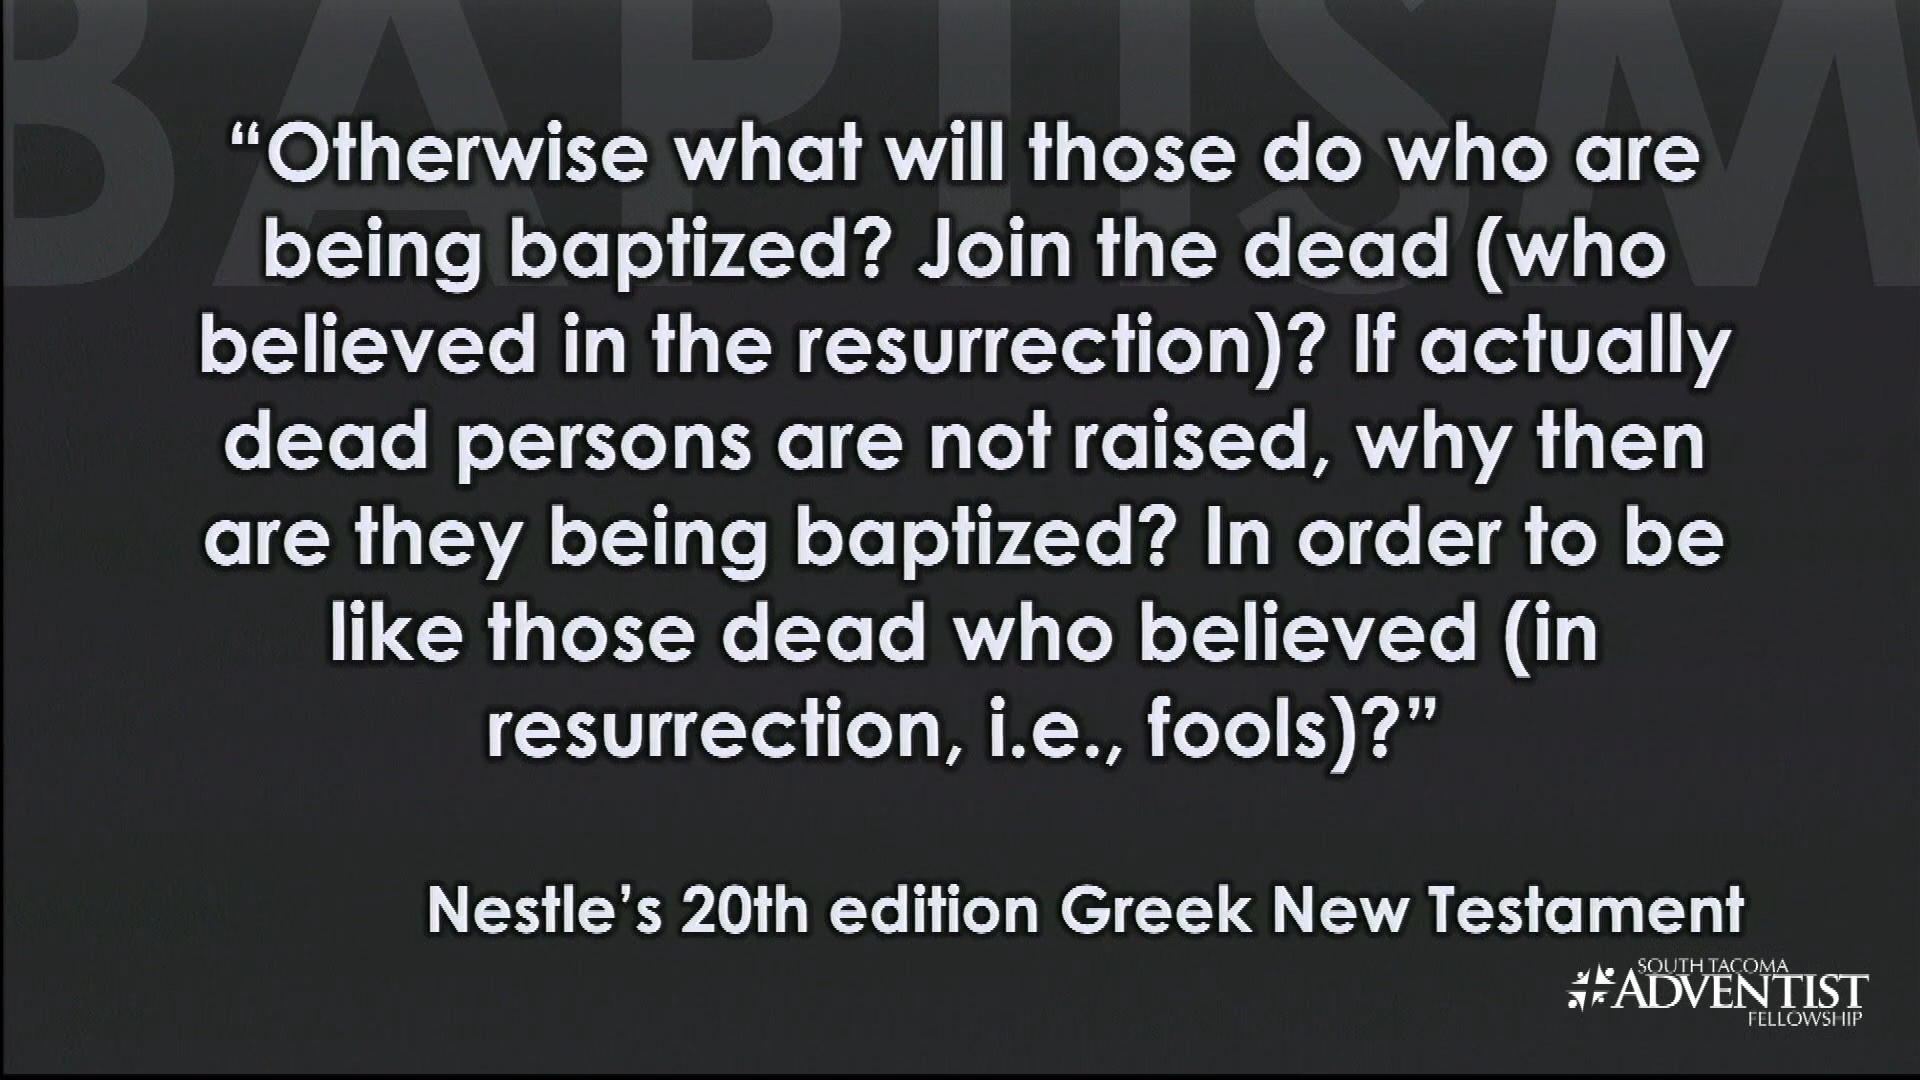 BAPTISM
“Otherwise what will those do who are
being baptized? Join the dead (who
believed in the resurrection)? If actually
dead persons are not raised, why then
are they being baptized? In order to be
like those dead who believed (in
resurrection, i.e., fools)?”
Nestle’s 20th edition Greek New Testament
SOUTH TACOMA
ADVENTIST
FELLOWSHIP